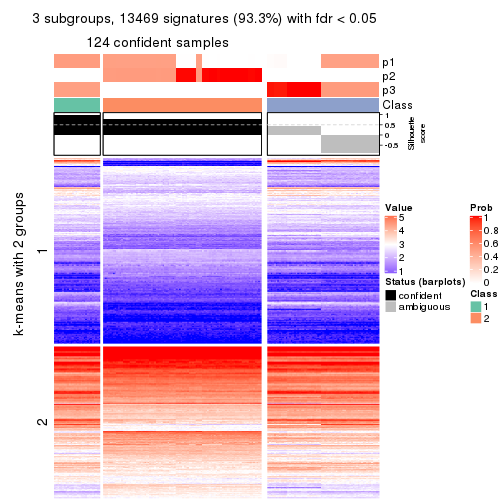 3 subgroups, 13469 signatures (93.3%) with fdr < 0.05
124 confident samples
p1
p2
p3
Class
1
0.5
0
-0.5
Silhouette
score
k-means with 2 groups
1
2
Value
5
4
3
2
1
Status (barplots)
confident
ambiguous
Prob
1
0.8
0.6
0.4
0.2
0
Class
1
2